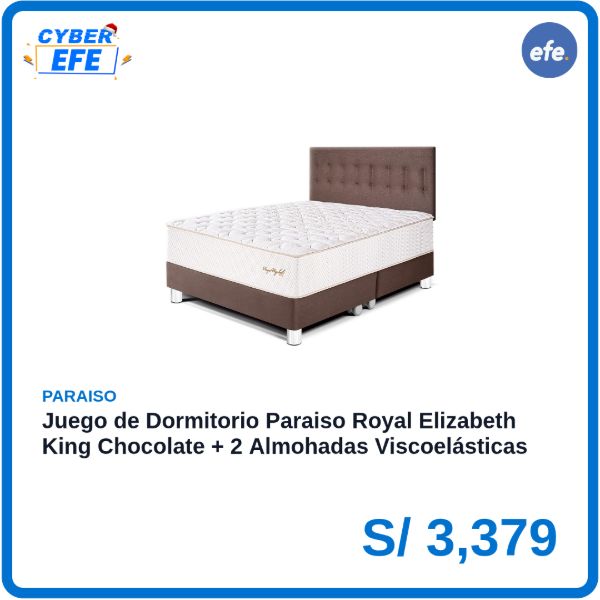 CYBER
EFE
efe.
PARAISO
Juego de Dormitorio Paraiso Royal Elizabeth
King Chocolate + 2 Almohadas Viscoelásticas
S/ 3,379